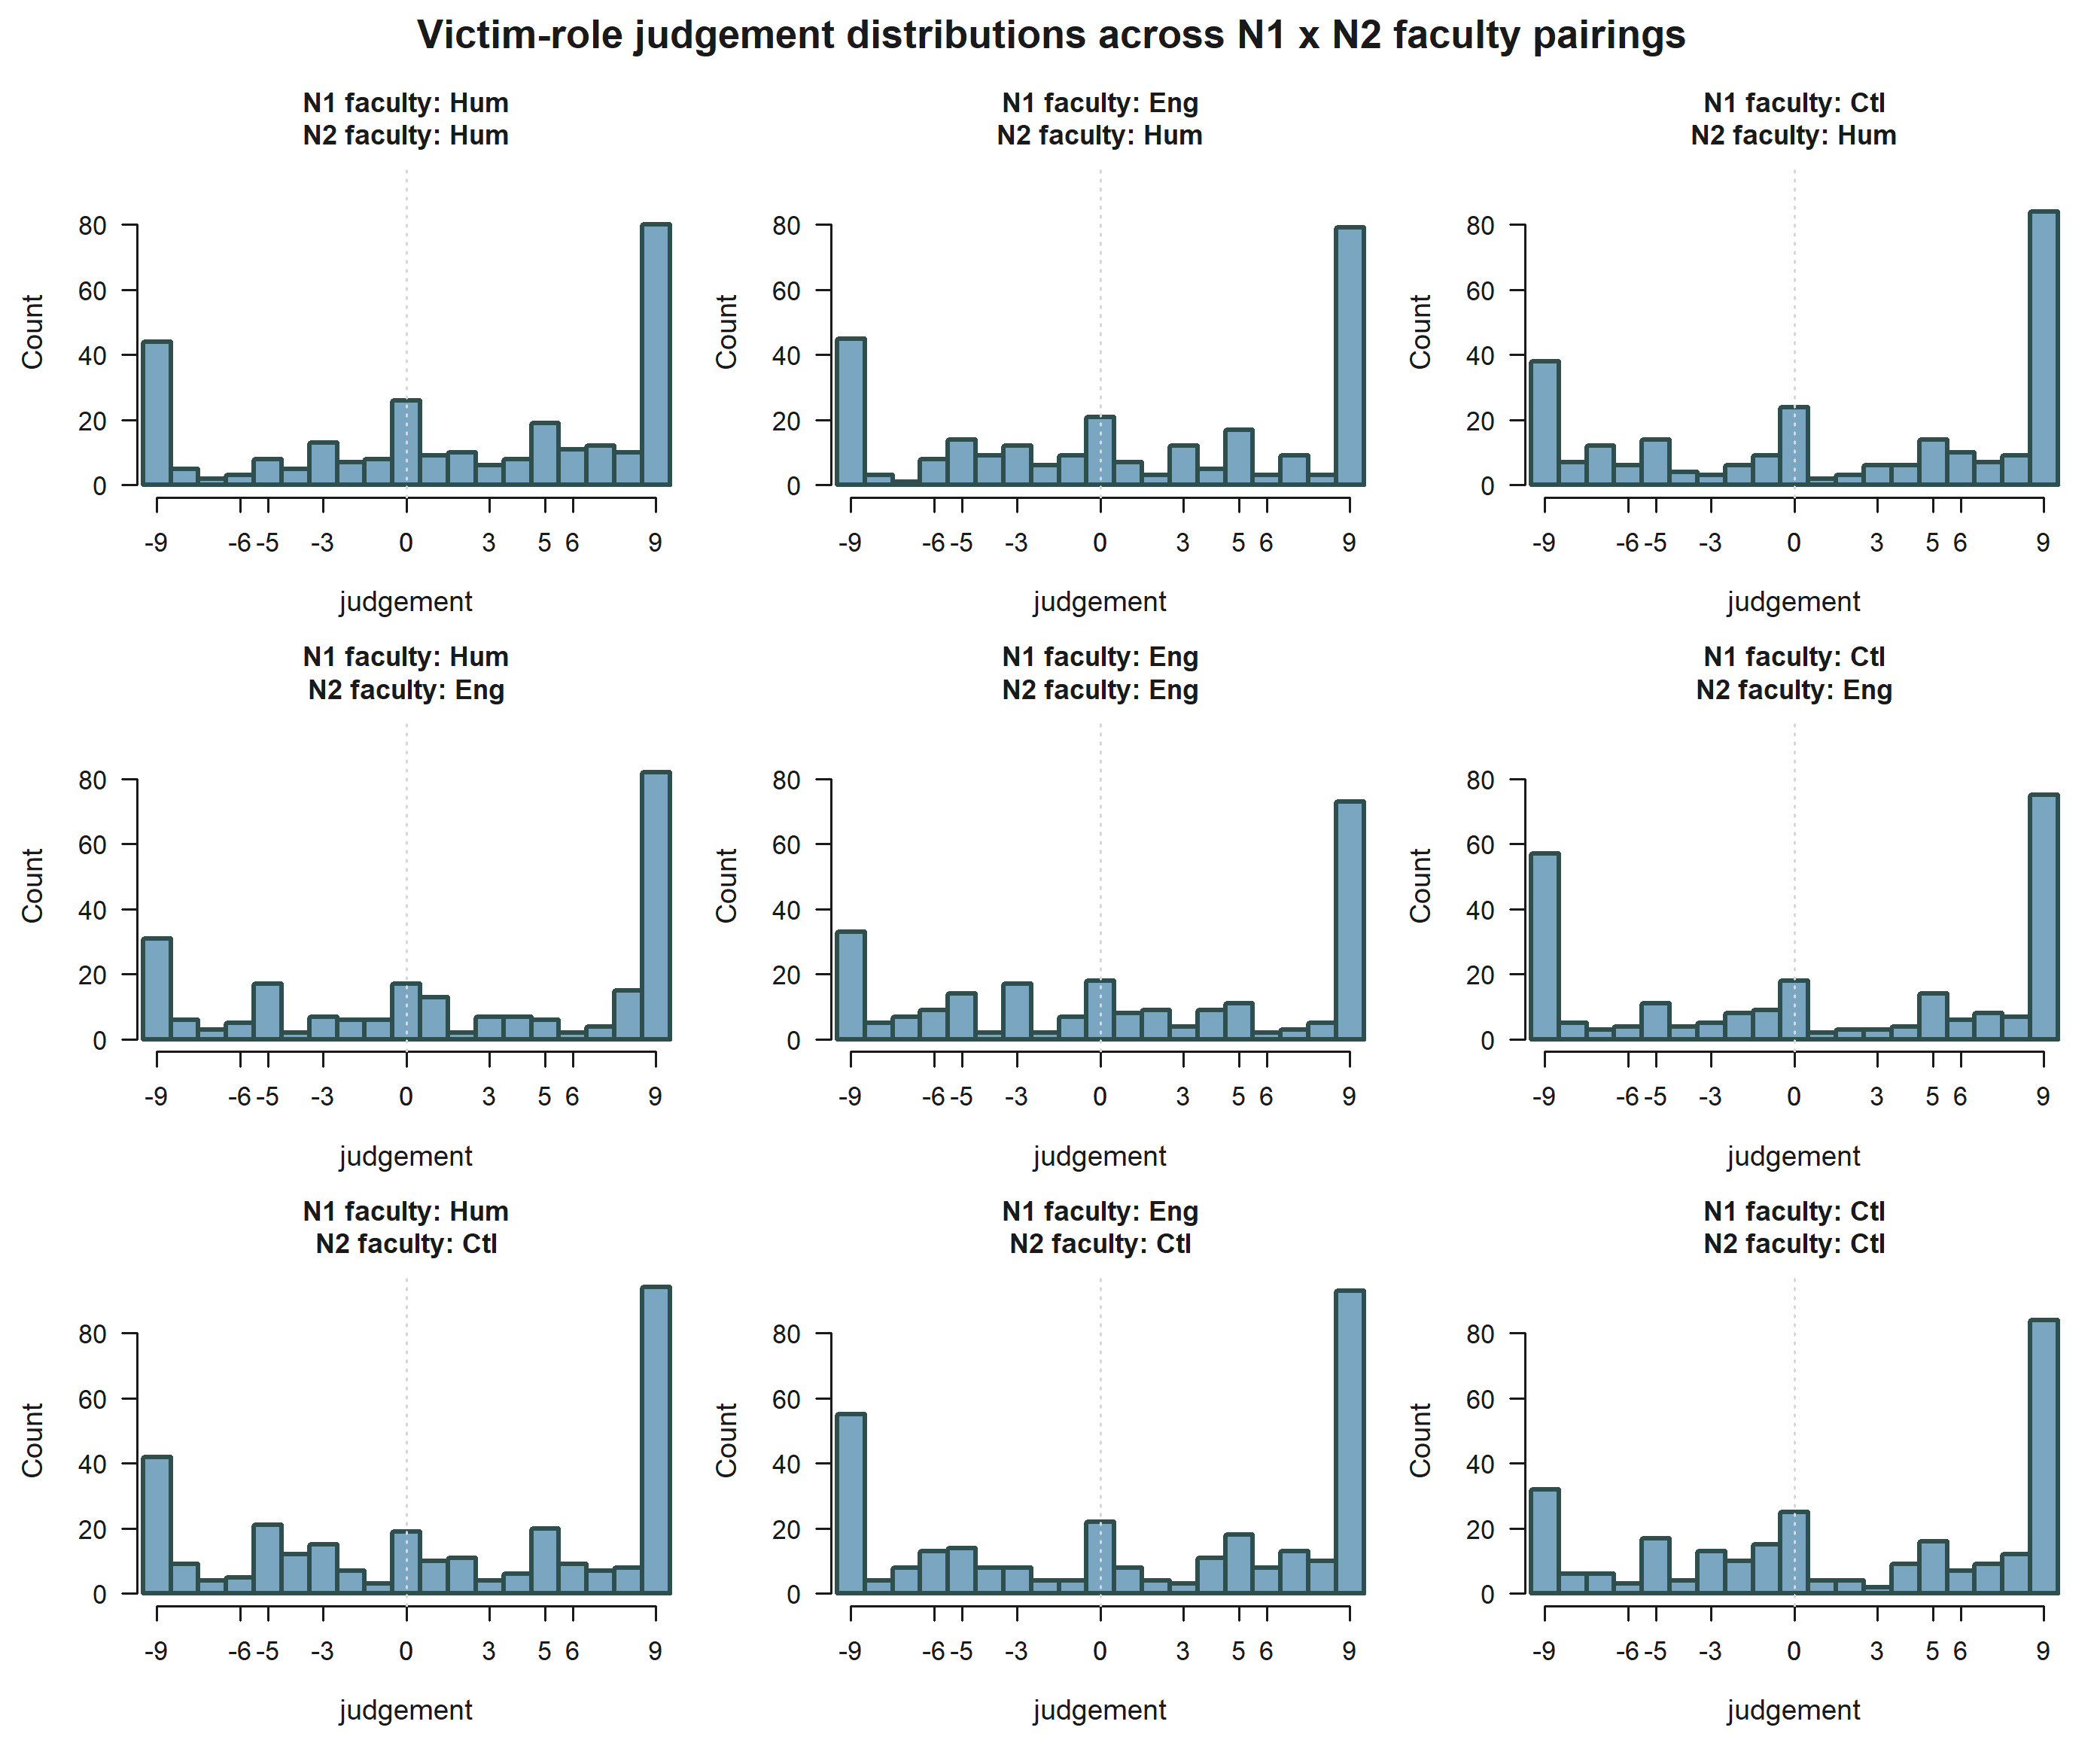 Victim-role judgement distributions across N1 x N2 faculty pairings
N1 faculty: Hum
N2 faculty: Hum
Count
80
60
40
20
0
-9 -6 -5 -3 0 3 5 6 9
judgement
N1 faculty: Eng
N2 faculty: Hum
Count
80
60
40
20
0
-9 -6 -5 -3 0 3 5 6 9
judgement
N1 faculty: Ctl
N2 faculty: Hum
Count
80
60
40
20
0
-9 -6 -5 -3 0 3 5 6 9
judgement
N1 faculty: Hum
N2 faculty: Eng
Count
80
60
40
20
0
-9 -6 -5 -3 0 3 5 6 9
judgement
N1 faculty: Eng
N2 faculty: Eng
Count
80
60
40
20
0
-9 -6 -5 -3 0 3 5 6 9
judgement
N1 faculty: Ctl
N2 faculty: Eng
Count
80
60
40
20
0
-9 -6 -5 -3 0 3 5 6 9
judgement
N1 faculty: Hum
N2 faculty: Ctl
Count
80
60
40
20
0
-9 -6 -5 -3 0 3 5 6 9
judgement
N1 faculty: Eng
N2 faculty: Ctl
Count
80
60
40
20
0
-9 -6 -5 -3 0 3 5 6 9
judgement
N1 faculty: Ctl
N2 faculty: Ctl
Count
80
60
40
20
0
-9 -6 -5 -3 0 3 5 6 9
judgement